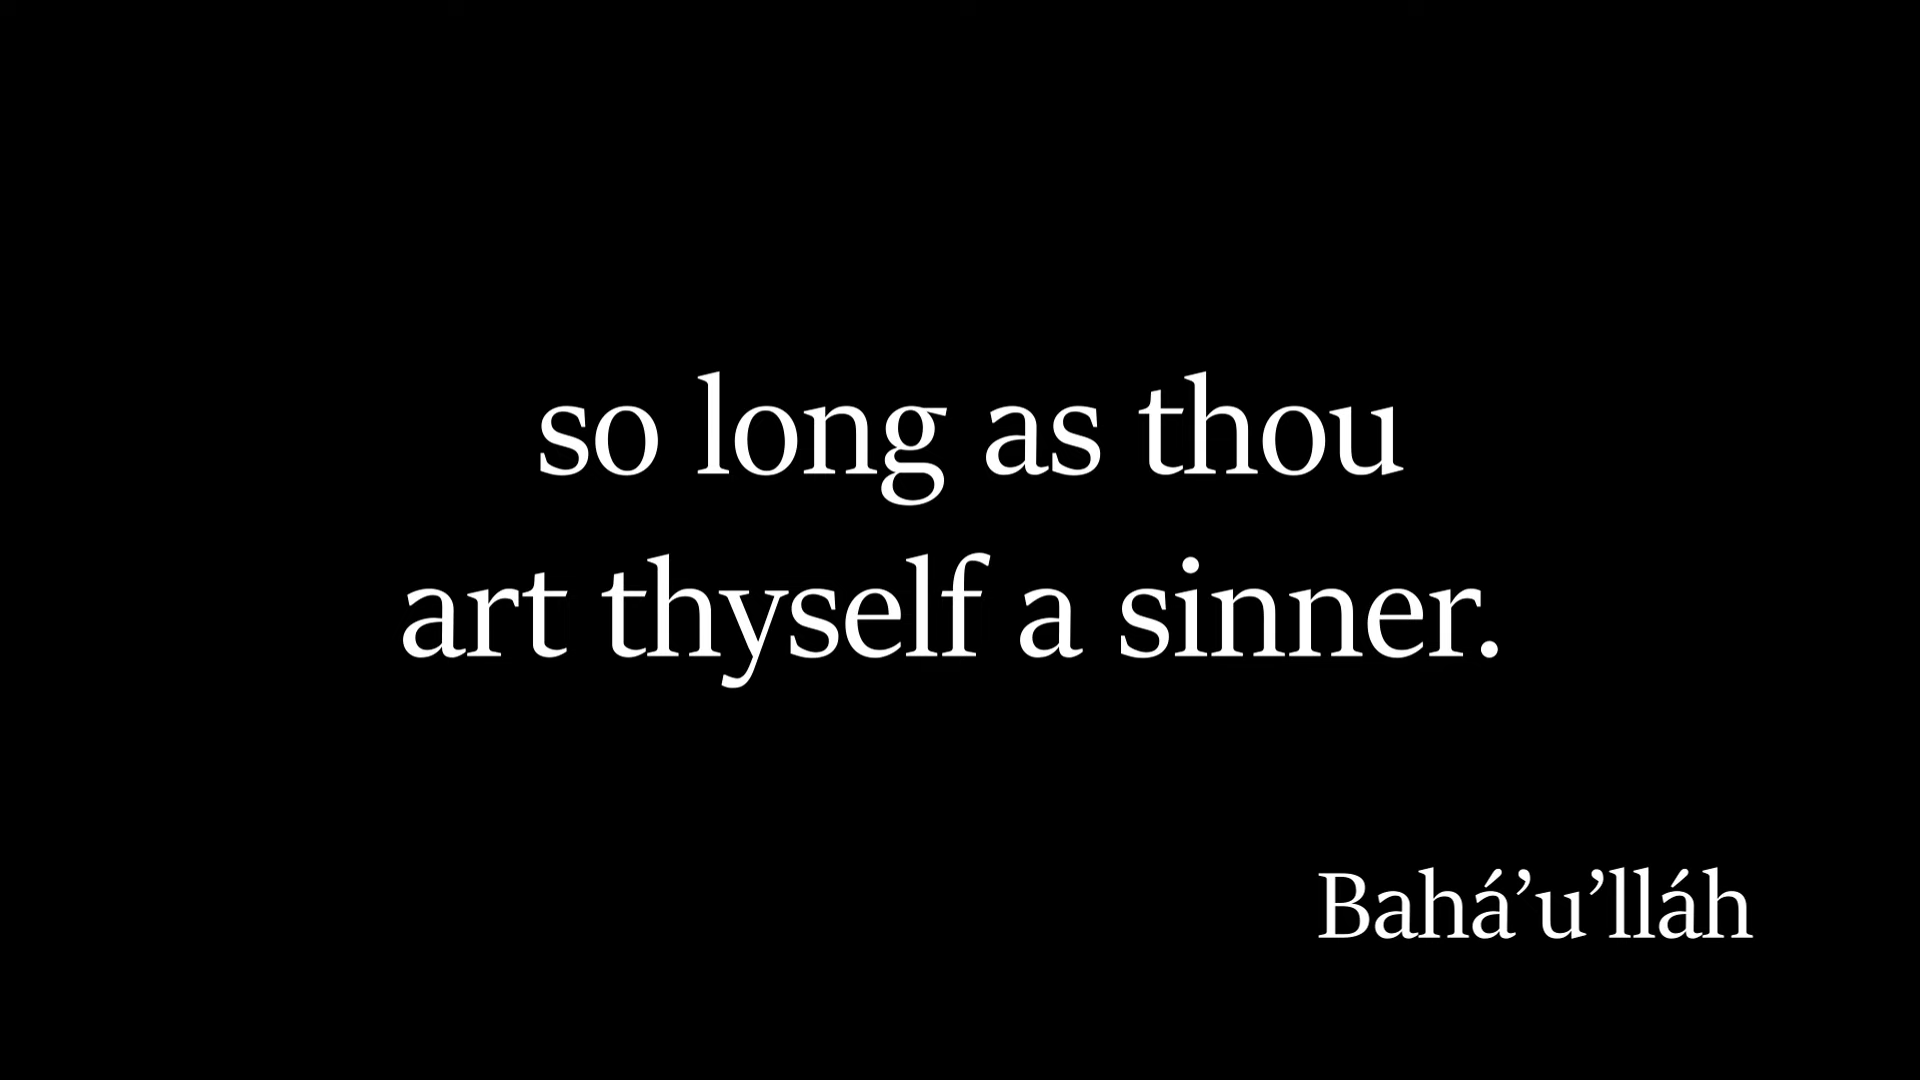 so long as thou
art thyself a sinner.
Bahá’u’lláh